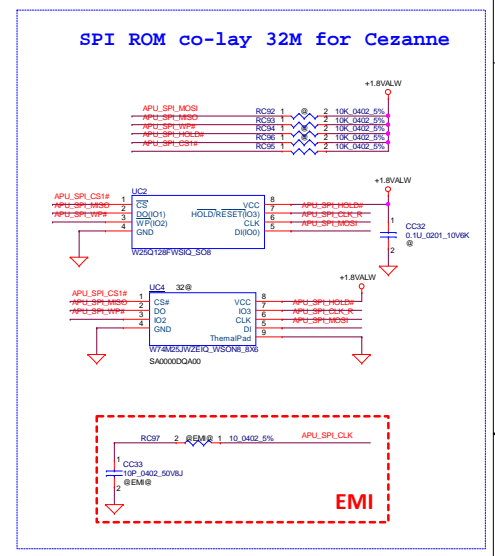 SPI ROM co-lay 32M for Cezanne
+1.8VALW
APU_SPI_MOSI RC92 1 @ 2 10K_0402_5%
APU_SPI_MISO RC93 1 2 10K_0402_5%
APU_SPI_WP# RC94 1 2 10K_0402_5%
APU_SPI_HOLD# RC96 1 2 10K_0402_5%
APU_SPI_CS1# RC95 1 2 10K_0402_5%
+1.8VALW
UC2
APU_SPI_CS1# 1 CS VCC 8
APU_SPI_MISO 2 DO(IO1) HOLD/RESET(IO3) 7 APU_SPI_HOLD#
APU_SPI_WP# 3 WP(IO2) CLK 6 APU_SPI_CLK_R
4 GND DI(IO0) 5 APU_SPI_MOSI
W25Q128FWSIQ_SO8
1
CC32
0.1U_0201_10V6K
2 @
+1.8VALW
UC4 32@
APU_SPI_CS1# 1 CS# VCC 8
APU_SPI_MISO 2 DO IO3 7 APU_SPI_HOLD#
APU_SPI_WP# 3 IO2 CLK 6 APU_SPI_CLK_R
4 GND DI 5 APU_SPI_MOSI
ThemalPad 9
W74M25JWZEIQ_WSON8_8X6
SA0000DQA00
RC97 2 @EMI@ 1 10_0402_5% APU_SPI_CLK
1
CC33
10P_0402_50V8J
@EMI@
2
EMI